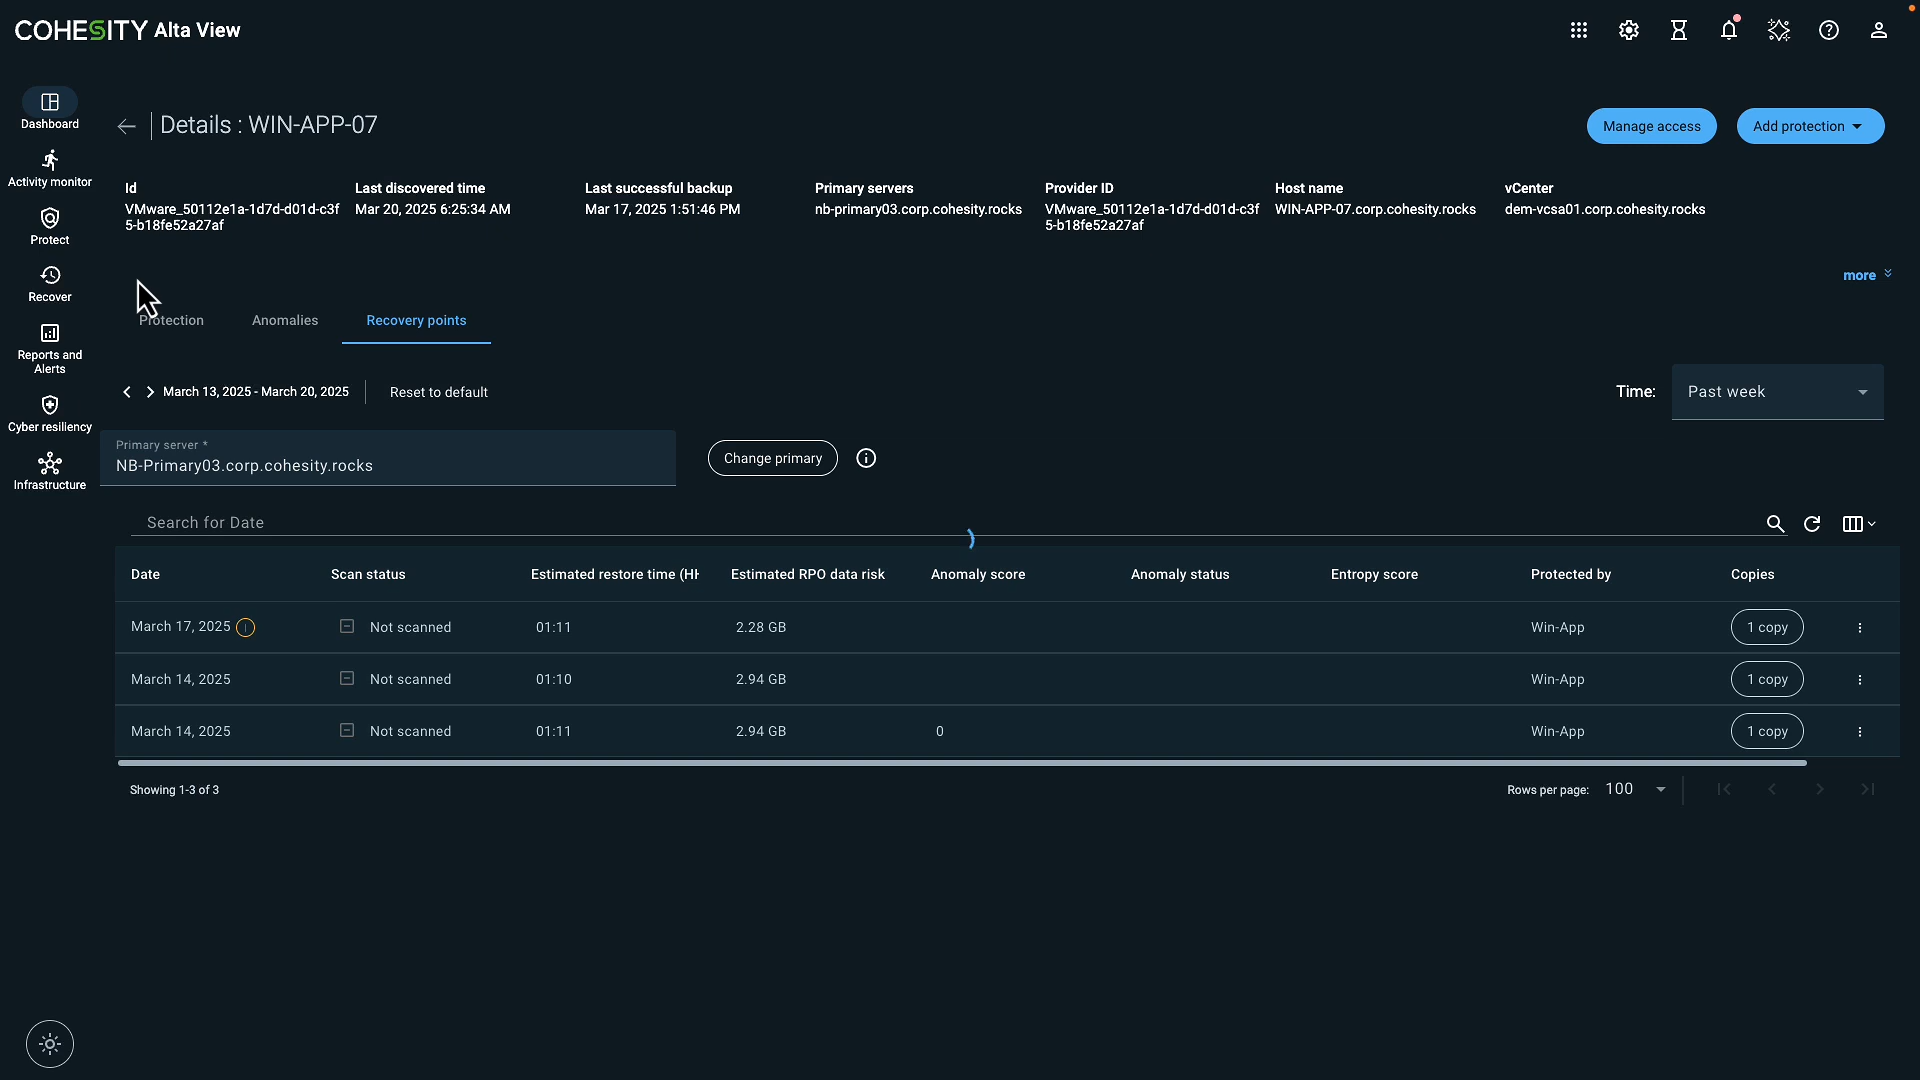 COHESITY Alta View
Dashboard
Activity monitor
Protect
Recover
Reports and
Alerts
Cyber resiliency
Infrastructure
Details : WIN-APP-07
Manage access
Add protection
Id
VMware_50112e1a-1d7d-d01d-c3f
5-b18fe52a27af
Last discovered time
Mar 20, 2025 6:25:34 AM
Last successful backup
Mar 17, 2025 1:51:46 PM
Primary servers
nb-primary03.corp.cohesity.rocks
Provider ID
VMware_50112e1a-1d7d-d01d-c3f
5-b18fe52a27af
Host name
WIN-APP-07.corp.cohesity.rocks
vCenter
dem-vcsa01.corp.cohesity.rocks
more
Protection Anomalies Recovery points
March 13, 2025 - March 20, 2025 Reset to default
Time: Past week
Primary server *
NB-Primary03.corp.cohesity.rocks
Change primary
Search for Date
Date Scan status Estimated restore time (HH Estimated RPO data risk Anomaly score Anomaly status Entropy score Protected by Copies
March 17, 2025 Not scanned 01:11 2.28 GB Win-App 1 copy
March 14, 2025 Not scanned 01:10 2.94 GB Win-App 1 copy
March 14, 2025 Not scanned 01:11 2.94 GB 0 Win-App 1 copy
Showing 1-3 of 3
Rows per page: 100